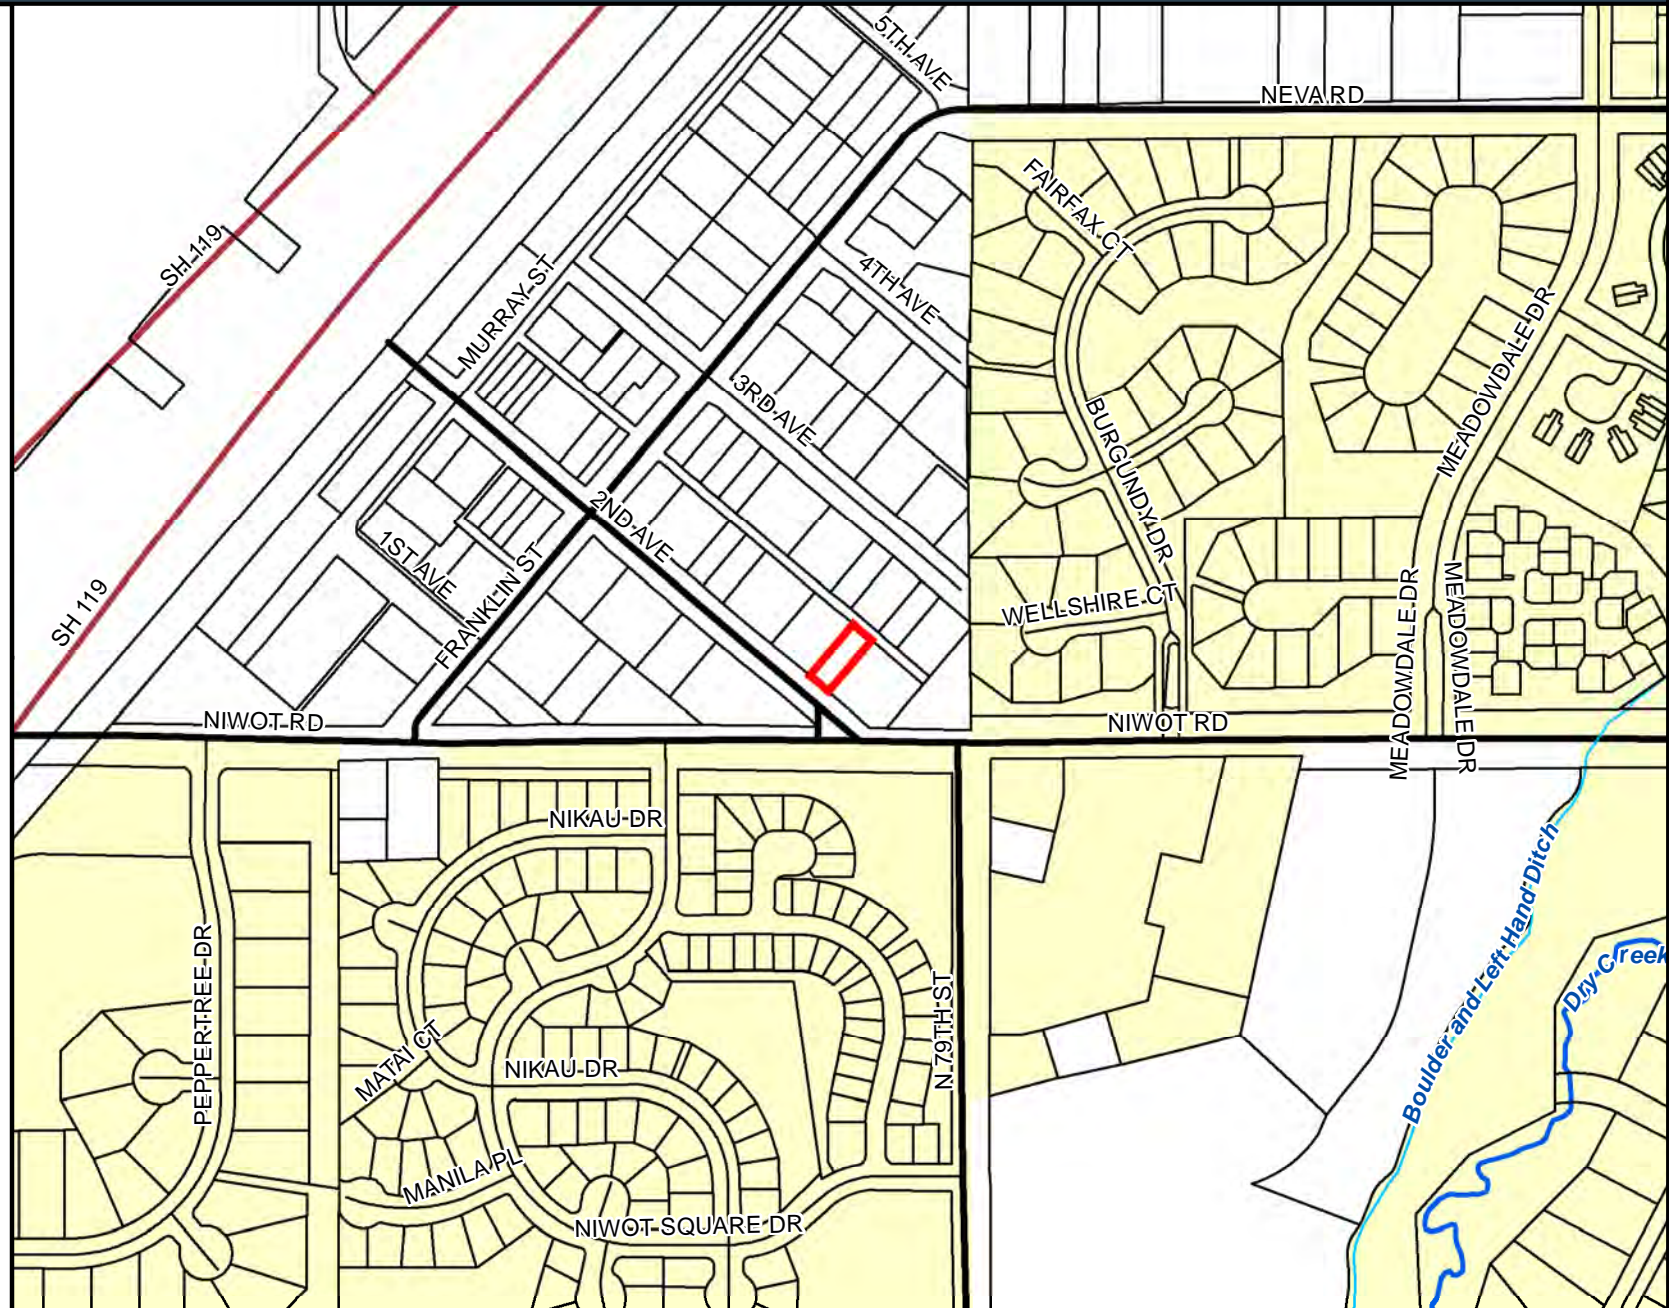 5TH AVE
NEVA RD
FAIRFAX CT
SH 119
MURRAY ST
4TH AVE
MEADOWDALE DR
3RD AVE
BURGUNDY DR
2ND AVE
1ST AVE
FRANKLIN ST
SH 119
WELLSHIRE CT
MEADOWDALE DR
MEADOWDALE DR
NIWOT RD
NIWOT RD
NIKAU DR
Boulder and Left Hand Ditch
Dry Creek
PEPPERTREE DR
N 79TH ST
MATAI CT
NIKAU DR
MANILA PL
NIWOT SQUARE DR